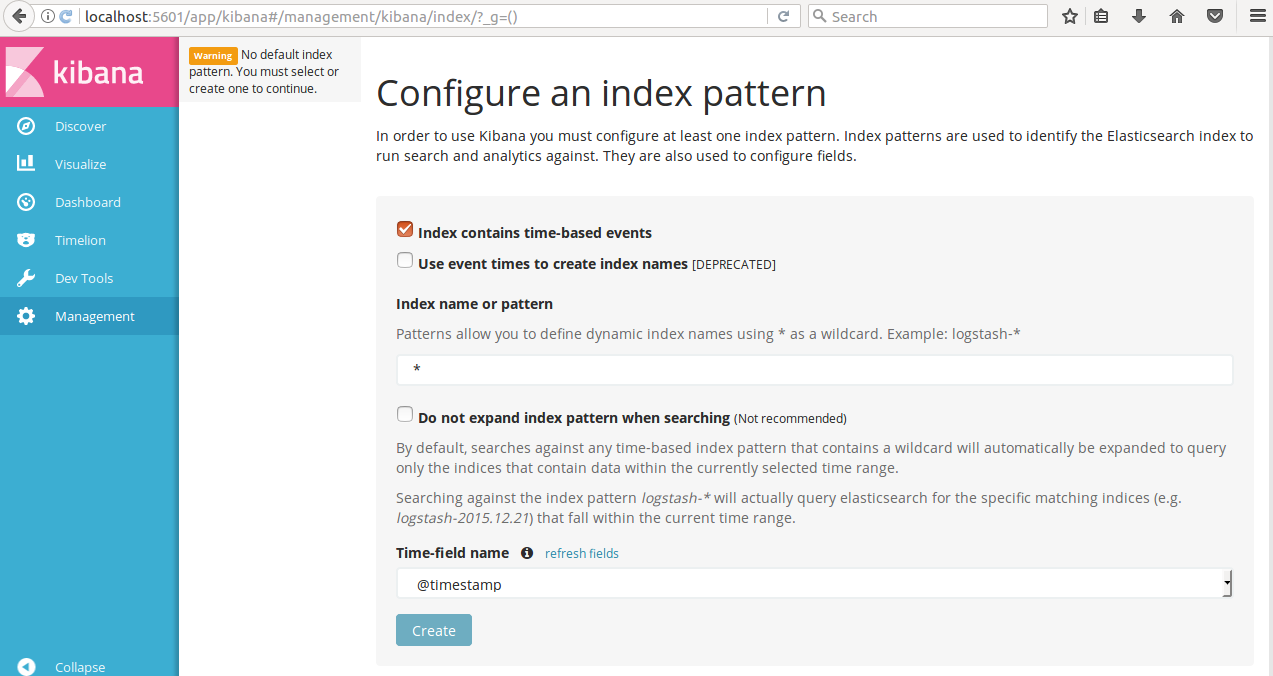 localhost:5601/app/kibana#/management/kibana/index/?_g=()
Search
kibana
Discover
Visualize
Dashboard
Timelion
Dev Tools
Management
Collapse
Warning No default index
pattern. You must select or
create one to continue.
Configure an index pattern
In order to use Kibana you must configure at least one index pattern. Index patterns are used to identify the Elasticsearch index to
run search and analytics against. They are also used to configure fields.
Index contains time-based events
Use event times to create index names [DEPRECATED]
Index name or pattern
Patterns allow you to define dynamic index names using * as a wildcard. Example: logstash-*
*
Do not expand index pattern when searching (Not recommended)
By default, searches against any time-based index pattern that contains a wildcard will automatically be expanded to query
only the indices that contain data within the currently selected time range.
Searching against the index pattern logstash-* will actually query elasticsearch for the specific matching indices (e.g.
logstash-2015.12.21) that fall within the current time range.
Time-field name refresh fields
@timestamp
Create